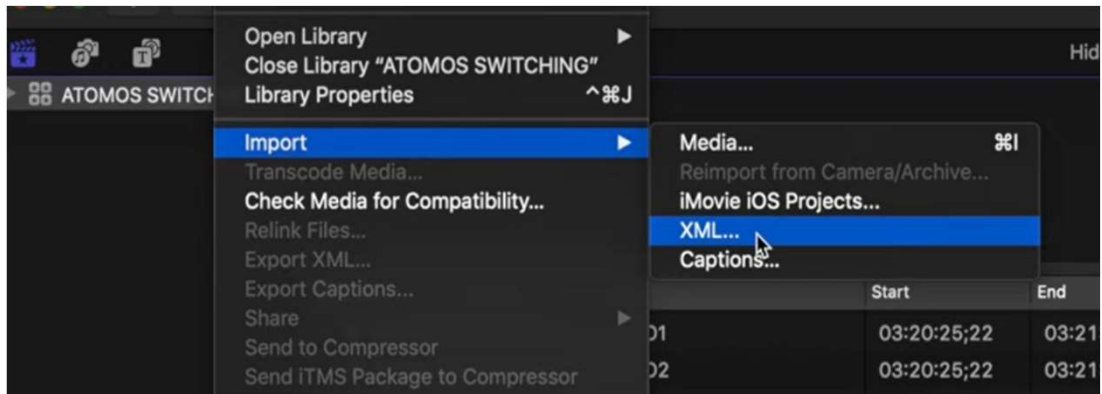 Open Library
Close Library “ATOMOS SWITCHING”
Library Properties ^⌘J
Hid
ATOMOS SWITCH
Import
Transcode Media...
Check Media for Compatibility...
Relink Files...
Export XML...
Export Captions...
Share
Send to Compressor
Send iTMS Package to Compressor
Media... ⌘I
Reimport from Camera/Archive...
iMovie iOS Projects...
XML...
Captions...
Start End
01 03:20:25;22 03:21
02 03:20:25;22 03:21